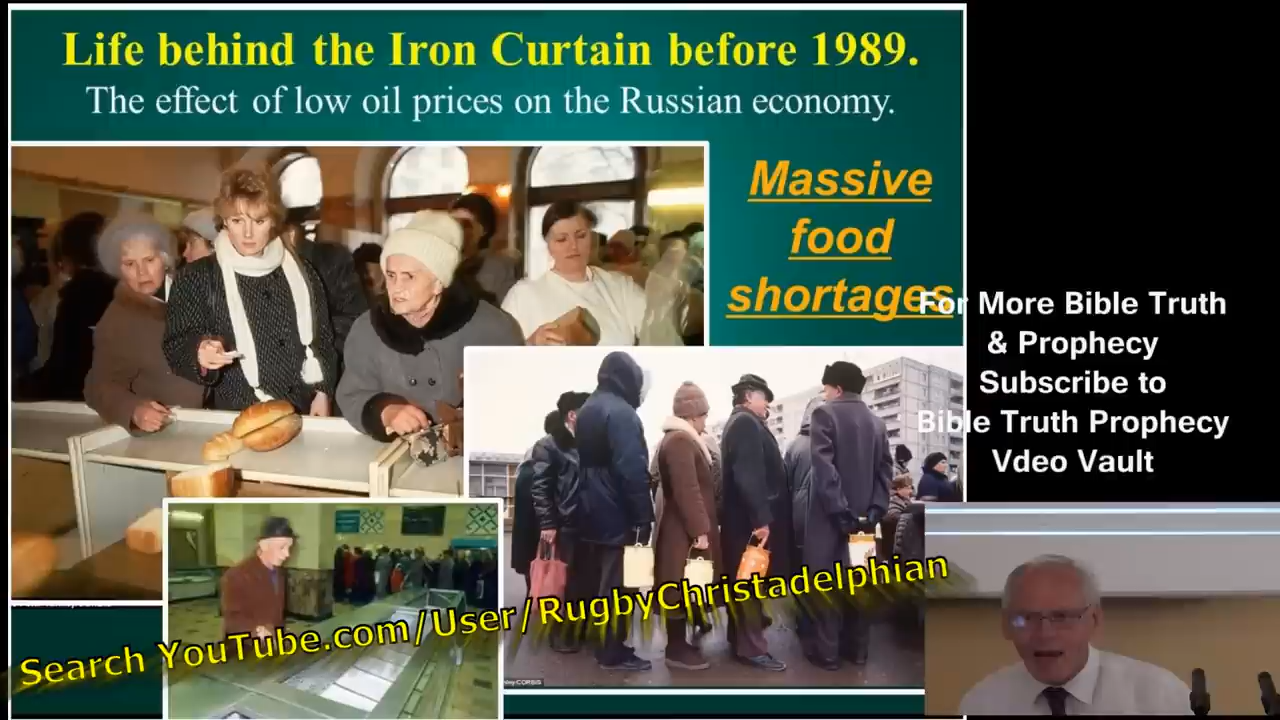 Life behind the Iron Curtain before 1989.
The effect of low oil prices on the Russian economy.
Massive
food
shortages
For More Bible Truth
& Prophecy
Subscribe to
Bible Truth Prophecy
Vdeo Vault
Search YouTube.com/User/RugbyChristadelphian